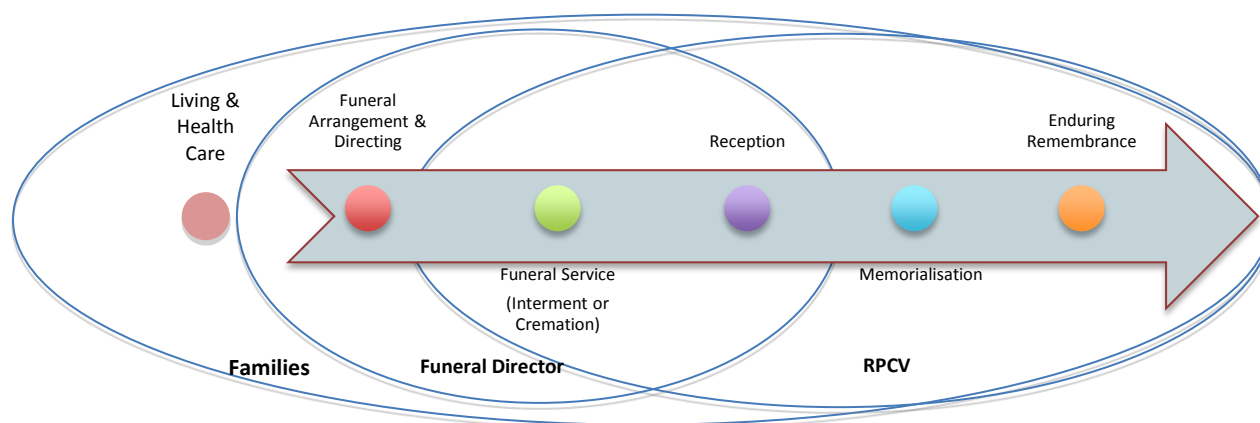 Living &
Health
Care
Funeral
Arrangement &
Directing
Reception
Enduring
Remembrance
Funeral Service
(Interment or
Cremation)
Memorialisation
Families
Funeral Director
RPCV